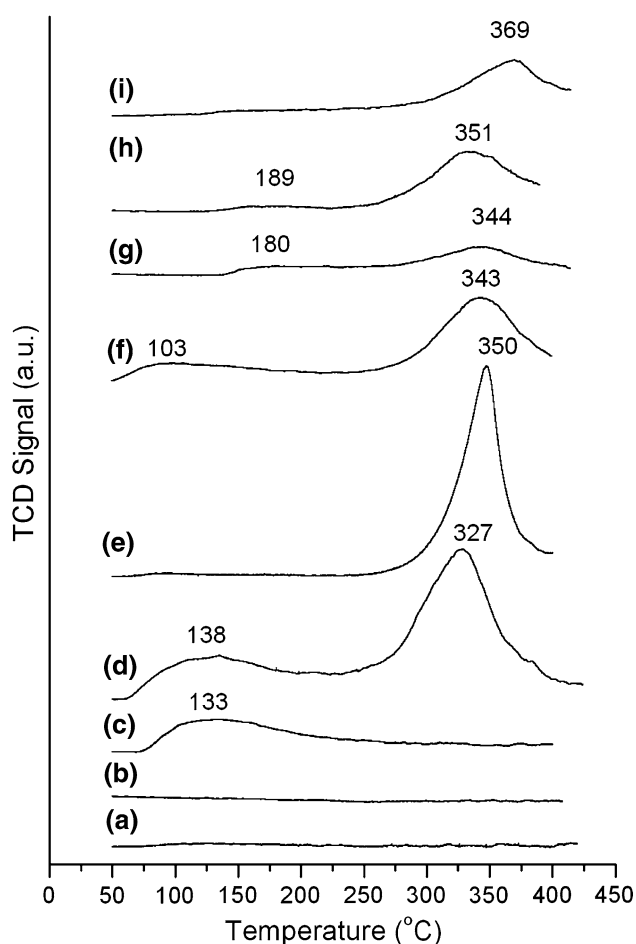 369
(i)
351
(h)
189
344
180
(g)
343
103
(f)
350
TCD Signal (a.u.)
327
(e)
138
(d)
133
(c)
(b)
(a)
0 50 100 150 200 250 300 350 400 450
Temperature (°C)